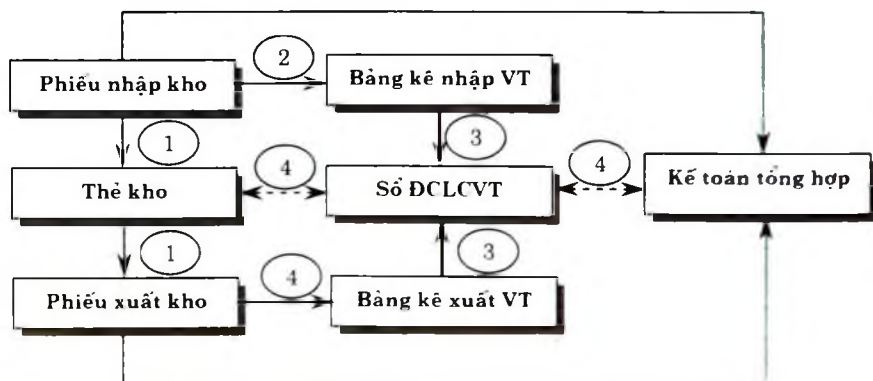 2
Phiếu nhập kho
Bảng kê nhập VT
1
3
4
4
Thẻ kho
Sổ ĐCLCVT
Kế toán tổng hợp
1
3
4
Phiếu xuất kho
Bảng kê xuất VT